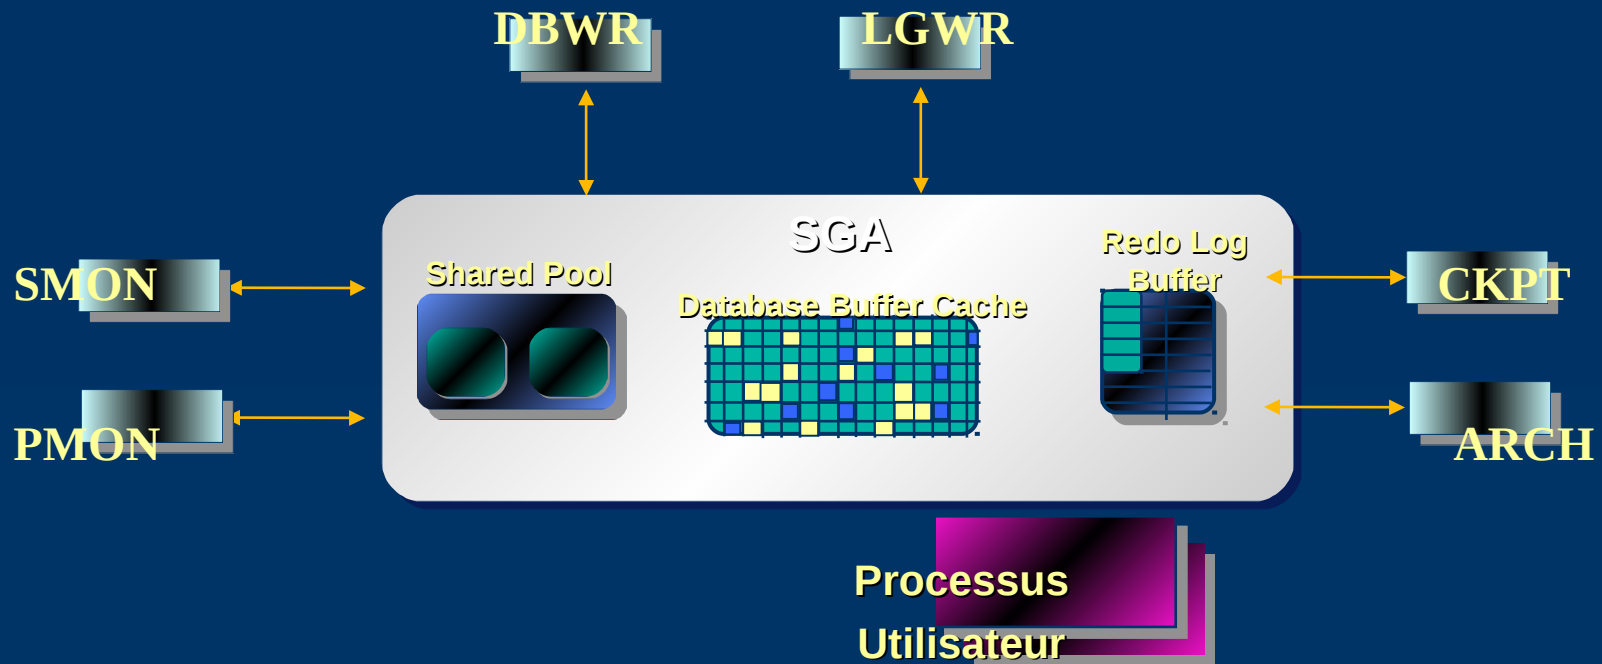 DBWR
LGWR
SGA
Redo Log
Buffer
Shared Pool
Database Buffer Cache
SMON
CKPT
PMON
ARCH
Processus
Utilisateur